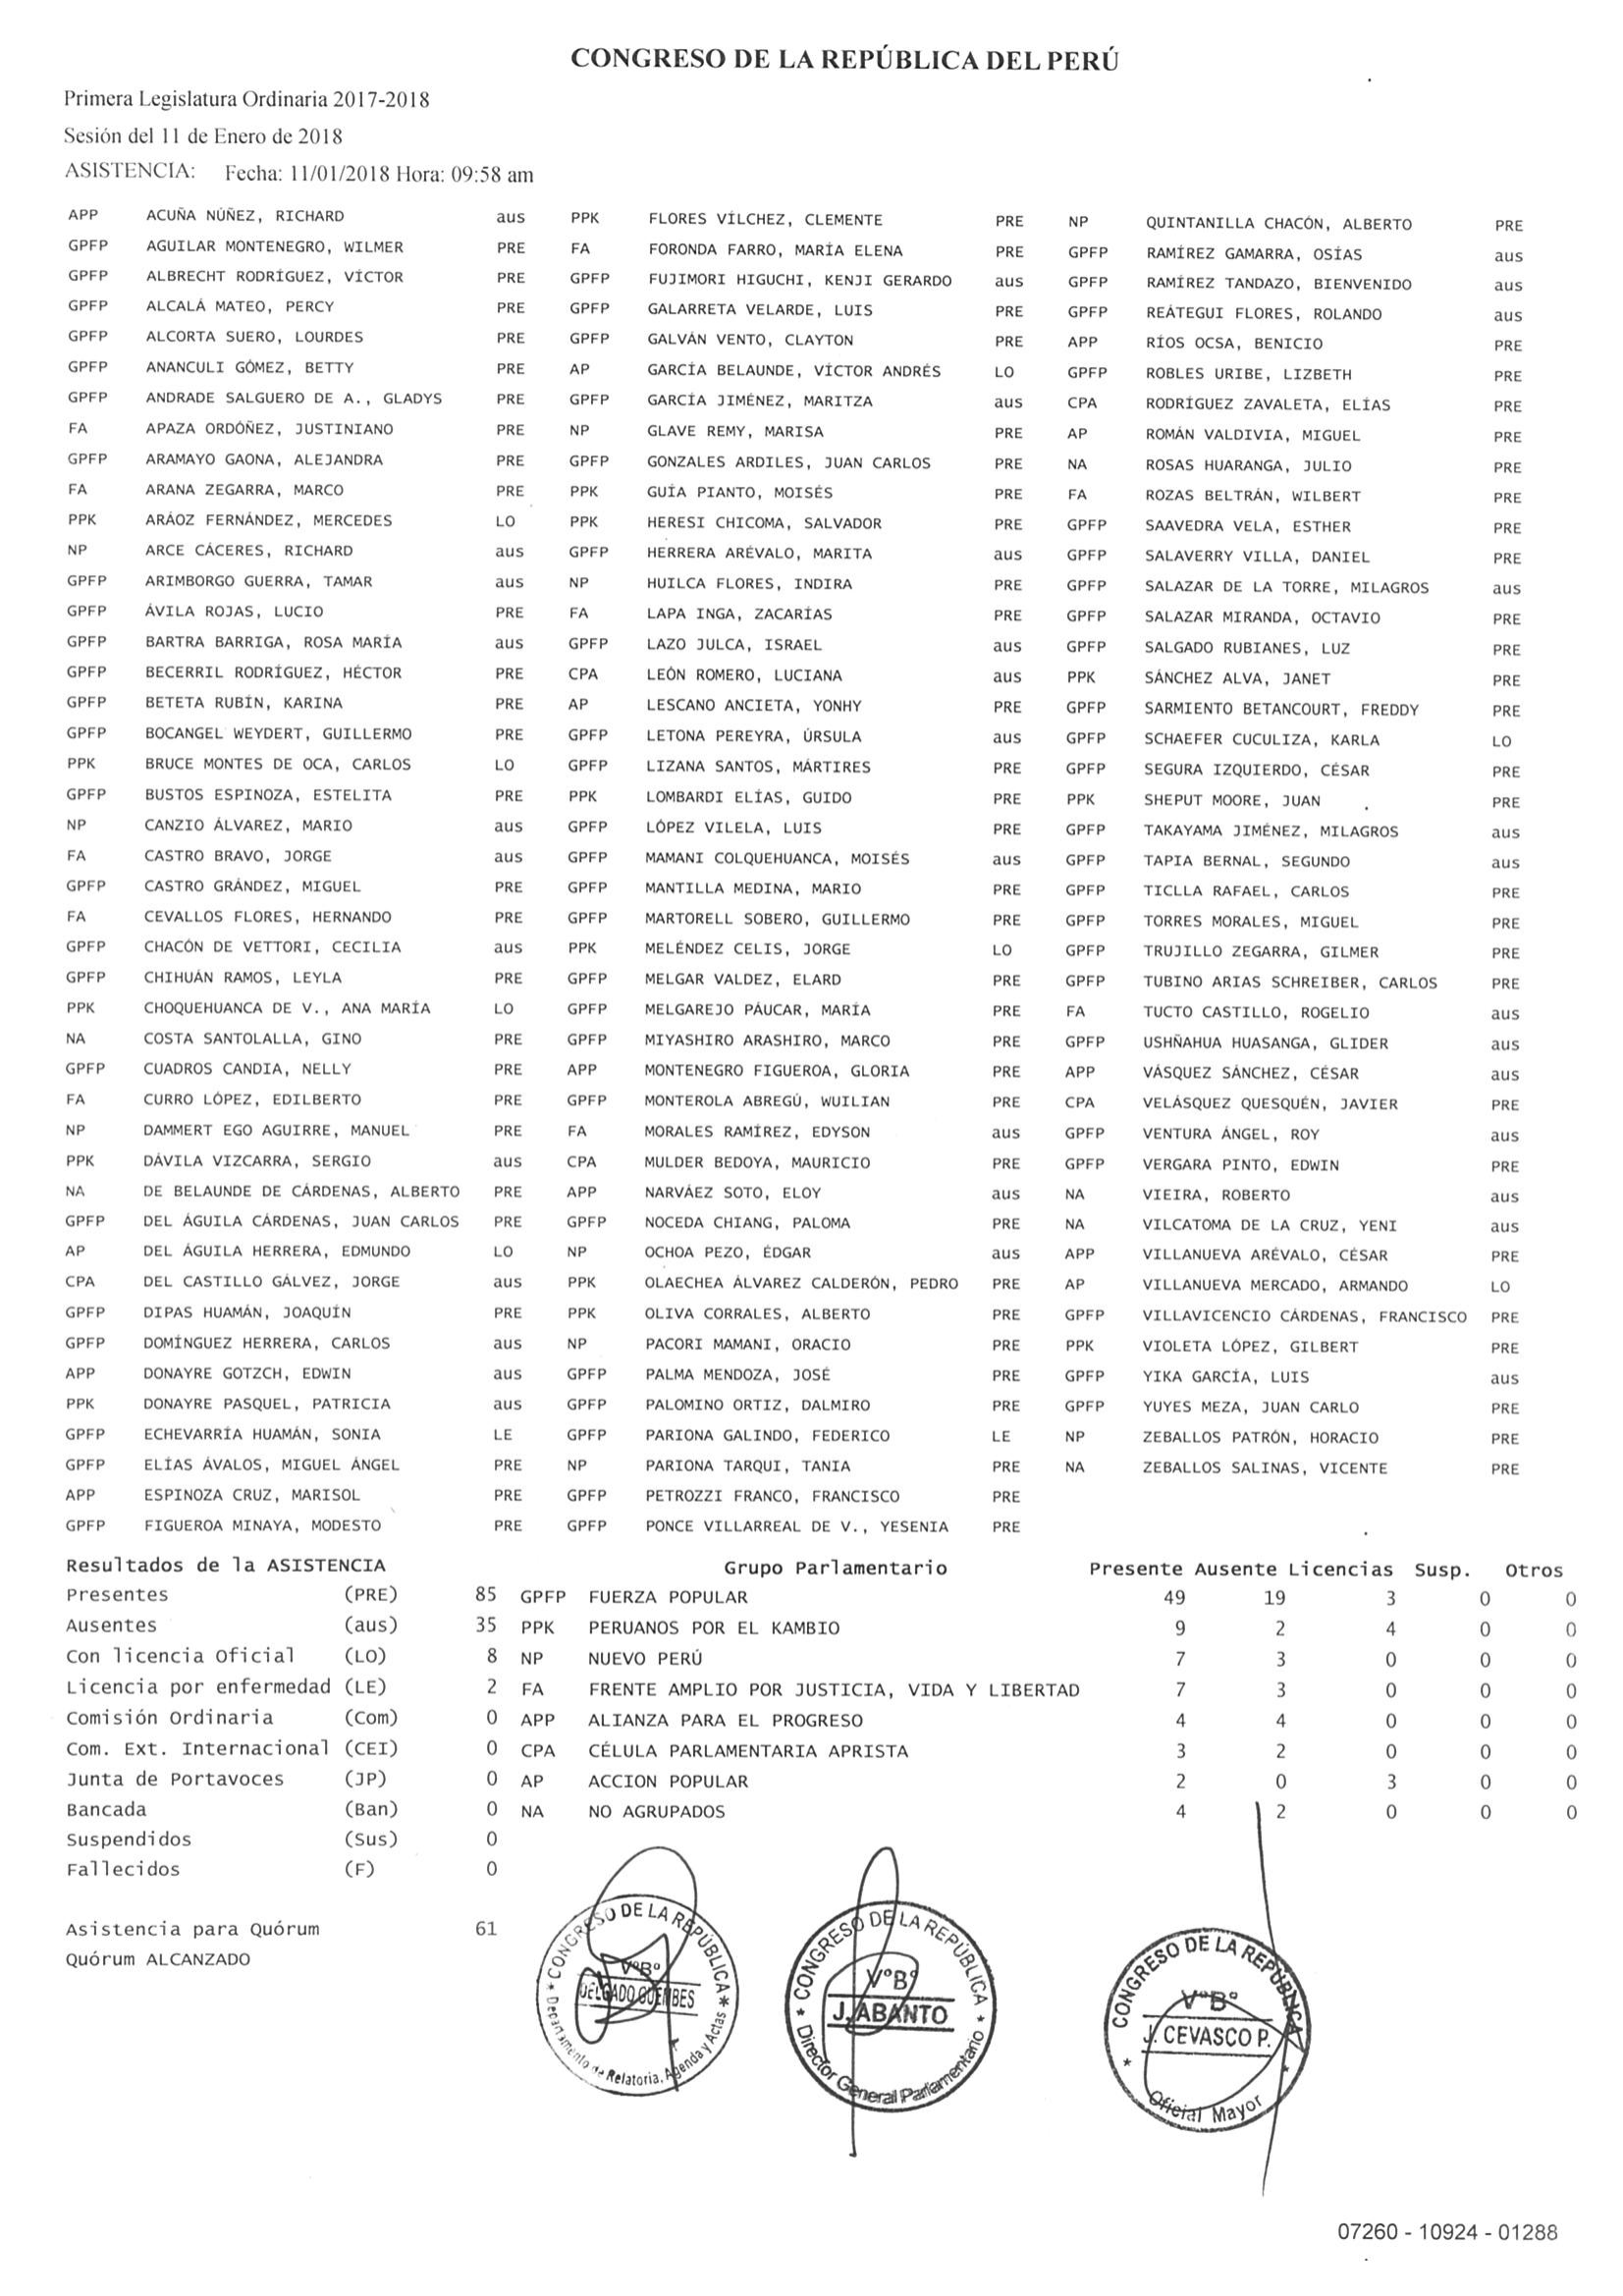 CONGRESO DE LA REPÚBLICA DEL PERÚ
Primera Legislatura Ordinaria 2017-2018
Sesión del 11 de Enero de 2018
ASISTENCIA: Fecha: 11/01/2018 Hora: 09:58 am
APP ACUÑA NÚÑEZ, RICHARD aus PPK FLORES VÍLCHEZ, CLEMENTE PRE NP QUINTANILLA CHACÓN, ALBERTO PRE
GPFP AGUILAR MONTENEGRO, WILMER PRE FA FORONDA FARRO, MARÍA ELENA PRE GPFP RAMÍREZ GAMARRA, OSÍAS aus
GPFP ALBRECHT RODRÍGUEZ, VÍCTOR PRE GPFP FUJIMORI HIGUCHI, KENJI GERARDO aus GPFP RAMÍREZ TANDAZO, BIENVENIDO aus
GPFP ALCALÁ MATEO, PERCY PRE GPFP GALARRETA VELARDE, LUIS PRE GPFP REÁTEGUI FLORES, ROLANDO aus
GPFP ALCORTA SUERO, LOURDES PRE GPFP GALVÁN VENTO, CLAYTON PRE APP RÍOS OCSA, BENICIO PRE
GPFP ANANCULI GÓMEZ, BETTY PRE AP GARCÍA BELAUNDE, VÍCTOR ANDRÉS LO GPFP ROBLES URIBE, LIZBETH PRE
GPFP ANDRADE SALGUERO DE A., GLADYS PRE GPFP GARCÍA JIMÉNEZ, MARITZA aus CPA RODRÍGUEZ ZAVALETA, ELÍAS PRE
FA APAZA ORDÓÑEZ, JUSTINIANO PRE NP GLAVE REMY, MARISA PRE AP ROMÁN VALDIVIA, MIGUEL PRE
GPFP ARAMAYO GAONA, ALEJANDRA PRE GPFP GONZALES ARDILES, JUAN CARLOS PRE NA ROSAS HUARANGA, JULIO PRE
FA ARANA ZEGARRA, MARCO PRE PPK GUÍA PIANTO, MOISÉS PRE FA ROZAS BELTRÁN, WILBERT PRE
PPK ARÁOZ FERNÁNDEZ, MERCEDES LO PPK HERESI CHICOMA, SALVADOR PRE GPFP SAAVEDRA VELA, ESTHER PRE
NP ARCE CÁCERES, RICHARD aus GPFP HERRERA ARÉVALO, MARITA aus GPFP SALAVERRY VILLA, DANIEL PRE
GPFP ARIMBORGO GUERRA, TAMAR aus NP HUILCA FLORES, INDIRA PRE GPFP SALAZAR DE LA TORRE, MILAGROS aus
GPFP ÁVILA ROJAS, LUCIO PRE FA LAPA INGA, ZACARÍAS PRE GPFP SALAZAR MIRANDA, OCTAVIO PRE
GPFP BARTRA BARRIGA, ROSA MARÍA aus GPFP LAZO JULCA, ISRAEL aus GPFP SALGADO RUBIANES, LUZ PRE
GPFP BECERRIL RODRÍGUEZ, HÉCTOR PRE CPA LEÓN ROMERO, LUCIANA aus PPK SÁNCHEZ ALVA, JANET PRE
GPFP BETETA RUBÍN, KARINA PRE AP LESCANO ANCIETA, YONHY PRE GPFP SARMIENTO BETANCOURT, FREDDY PRE
GPFP BOCANGEL WEYDERT, GUILLERMO PRE GPFP LETONA PEREYRA, ÚRSULA aus GPFP SCHAEFER CUCULIZA, KARLA LO
PPK BRUCE MONTES DE OCA, CARLOS LO GPFP LIZANA SANTOS, MÁRTIRES PRE GPFP SEGURA IZQUIERDO, CÉSAR PRE
GPFP BUSTOS ESPINOZA, ESTELITA PRE PPK LOMBARDI ELÍAS, GUIDO PRE PPK SHEPUT MOORE, JUAN PRE
NP CANZIO ÁLVAREZ, MARIO aus GPFP LÓPEZ VILELA, LUIS PRE GPFP TAKAYAMA JIMÉNEZ, MILAGROS aus
FA CASTRO BRAVO, JORGE aus GPFP MAMANI COLQUEHUANCA, MOISÉS aus GPFP TAPIA BERNAL, SEGUNDO aus
GPFP CASTRO GRÁNDEZ, MIGUEL PRE GPFP MANTILLA MEDINA, MARIO PRE GPFP TICLLA RAFAEL, CARLOS PRE
FA CEVALLOS FLORES, HERNANDO PRE GPFP MARTORELL SOBERO, GUILLERMO PRE GPFP TORRES MORALES, MIGUEL PRE
GPFP CHACÓN DE VETTORI, CECILIA aus PPK MELÉNDEZ CELIS, JORGE LO GPFP TRUJILLO ZEGARRA, GILMER PRE
GPFP CHIHUÁN RAMOS, LEYLA PRE GPFP MELGAR VALDEZ, ELARD PRE GPFP TUBINO ARIAS SCHREIBER, CARLOS PRE
PPK CHOQUEHUANCA DE V., ANA MARÍA LO GPFP MELGAREJO PÁUCAR, MARÍA PRE FA TUCTO CASTILLO, ROGELIO aus
NA COSTA SANTOLALLA, GINO PRE GPFP MIYASHIRO ARASHIRO, MARCO PRE GPFP USHÑAHUA HUASANGA, GLIDER aus
GPFP CUADROS CANDIA, NELLY PRE APP MONTENEGRO FIGUEROA, GLORIA PRE APP VÁSQUEZ SÁNCHEZ, CÉSAR aus
FA CURRO LÓPEZ, EDILBERTO PRE GPFP MONTEROLA ABREGÚ, WUILIAN PRE CPA VELÁSQUEZ QUESQUÉN, JAVIER PRE
NP DAMMERT EGO AGUIRRE, MANUEL PRE FA MORALES RAMÍREZ, EDYSON aus GPFP VENTURA ÁNGEL, ROY aus
PPK DÁVILA VIZCARRA, SERGIO aus CPA MULDER BEDOYA, MAURICIO PRE GPFP VERGARA PINTO, EDWIN PRE
NA DE BELAUNDE DE CÁRDENAS, ALBERTO PRE APP NARVÁEZ SOTO, ELOY aus NA VIEIRA, ROBERTO aus
GPFP DEL ÁGUILA CÁRDENAS, JUAN CARLOS PRE GPFP NOCEDA CHIANG, PALOMA PRE NA VILCATOMA DE LA CRUZ, YENI aus
AP DEL ÁGUILA HERRERA, EDMUNDO LO NP OCHOA PEZO, ÉDGAR aus APP VILLANUEVA ARÉVALO, CÉSAR PRE
CPA DEL CASTILLO GÁLVEZ, JORGE aus PPK OLAECHEA ÁLVAREZ CALDERÓN, PEDRO PRE AP VILLANUEVA MERCADO, ARMANDO LO
GPFP DIPAS HUAMÁN, JOAQUÍN PRE PPK OLIVA CORRALES, ALBERTO PRE GPFP VILLAVICENCIO CÁRDENAS, FRANCISCO PRE
GPFP DOMÍNGUEZ HERRERA, CARLOS aus NP PACORI MAMANI, ORACIO PRE PPK VIOLETA LÓPEZ, GILBERT PRE
APP DONAYRE GOTZCH, EDWIN aus GPFP PALMA MENDOZA, JOSÉ PRE GPFP YIKA GARCÍA, LUIS aus
PPK DONAYRE PASQUEL, PATRICIA aus GPFP PALOMINO ORTIZ, DALMIRO PRE GPFP YUYES MEZA, JUAN CARLO PRE
GPFP ECHEVARRÍA HUAMÁN, SONIA LE GPFP PARIONA GALINDO, FEDERICO LE NP ZEBALLOS PATRÓN, HORACIO PRE
GPFP ELÍAS ÁVALOS, MIGUEL ÁNGEL PRE NP PARIONA TARQUI, TANIA PRE NA ZEBALLOS SALINAS, VICENTE PRE
APP ESPINOZA CRUZ, MARISOL PRE GPFP PETROZZI FRANCO, FRANCISCO PRE
GPFP FIGUEROA MINAYA, MODESTO PRE GPFP PONCE VILLARREAL DE V., YESENIA PRE
Resultados de la ASISTENCIA Grupo Parlamentario Presente Ausente Licencias Susp. Otros
Presentes (PRE) 85 GPFP FUERZA POPULAR 49 19 3 0 0
Ausentes (aus) 35 PPK PERUANOS POR EL KAMBIO 9 2 4 0 0
Con licencia Oficial (LO) 8 NP NUEVO PERÚ 7 3 0 0 0
Licencia por enfermedad (LE) 2 FA FRENTE AMPLIO POR JUSTICIA, VIDA Y LIBERTAD 7 3 0 0 0
Comisión Ordinaria (Com) 0 APP ALIANZA PARA EL PROGRESO 4 4 0 0 0
Com. Ext. Internacional (CEI) 0 CPA CÉLULA PARLAMENTARIA APRISTA 3 2 0 0 0
Junta de Portavoces (JP) 0 AP ACCION POPULAR 2 0 3 0 0
Bancada (Ban) 0 NA NO AGRUPADOS 4 2 0 0 0
Suspendidos (Sus) 0
Fallecidos (F) 0
Asistencia para Quórum 61
Quórum ALCANZADO
CONGRESO DE LA REPÚBLICA
VºBº
DELGADO GUEMBES
Departamento de Relatoria, Agenda y Actas
CONGRESO DE LA REPÚBLICA
VºBº
J. ABANTO
Director General Parlamentario
CONGRESO DE LA REPÚBLICA
VºBº
J. CEVASCO P.
Oficial Mayor
07260 - 10924 - 01288